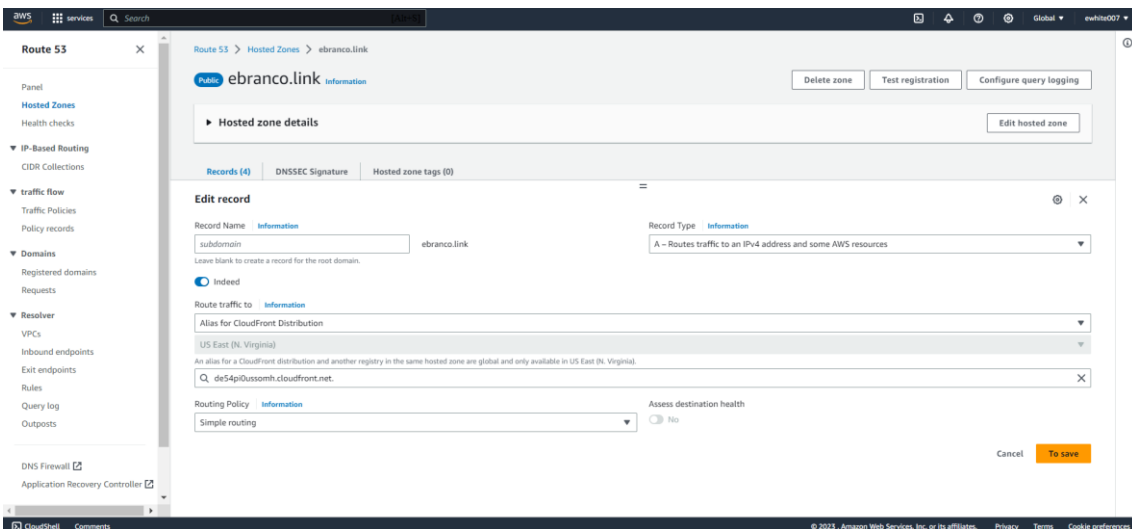 aws services Search [Alt+S] Global ewhite007
Route 53
Panel
Hosted Zones
Health checks
IP-Based Routing
CIDR Collections
traffic flow
Traffic Policies
Policy records
Domains
Registered domains
Requests
Resolver
VPCs
Inbound endpoints
Exit endpoints
Rules
Query log
Outposts
DNS Firewall
Application Recovery Controller
Route 53 > Hosted Zones > ebranco.link
Public ebranco.link Information
Delete zone Test registration Configure query logging
Hosted zone details Edit hosted zone
Records (4) DNSSEC Signature Hosted zone tags (0)
Edit record
Record Name Information
subdomain ebranco.link
Leave blank to create a record for the root domain.
Record Type Information
A – Routes traffic to an IPv4 address and some AWS resources
Indeed
Route traffic to Information
Alias for CloudFront Distribution
US East (N. Virginia)
An alias for a CloudFront distribution and another registry in the same hosted zone are global and only available in US East (N. Virginia).
de54pi0ussomh.cloudfront.net.
Routing Policy Information
Simple routing
Assess destination health
No
Cancel To save
CloudShell Comments © 2023 , Amazon Web Services, Inc. or its affiliates. Privacy Terms Cookie preferences